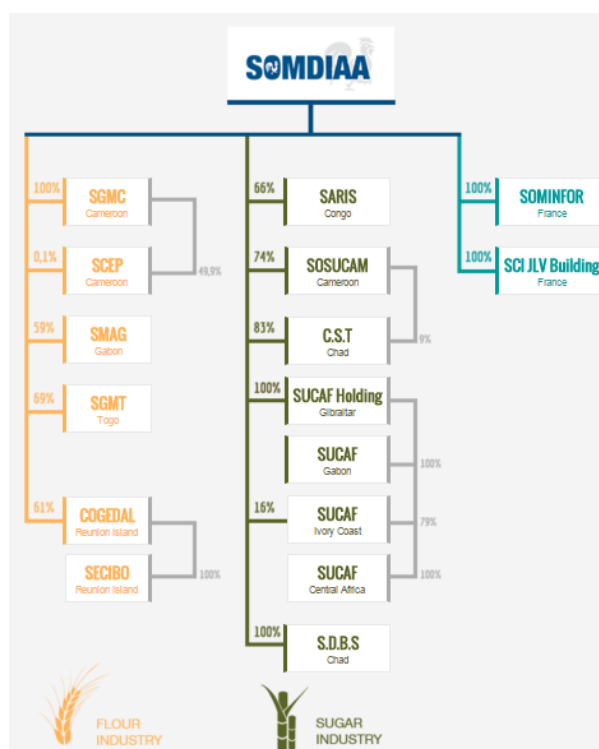 SOMDIAA
100%
SGMC
Cameroon
0,1%
SCEP
Cameroon
49,9%
59%
SMAG
Gabon
69%
SGMT
Togo
61%
COGEDAL
Reunion Island
SECIBO
Reunion Island
100%
66%
SARIS
Congo
74%
SOSUCAM
Cameroon
83%
C.S.T
Chad
9%
100%
SUCAF Holding
Gibraltar
SUCAF
Gabon
100%
16%
SUCAF
Ivory Coast
79%
SUCAF
Central Africa
100%
100%
S.D.B.S
Chad
100%
SOMINFOR
France
100%
SCI JLV Building
France
FLOUR
INDUSTRY
SUGAR
INDUSTRY